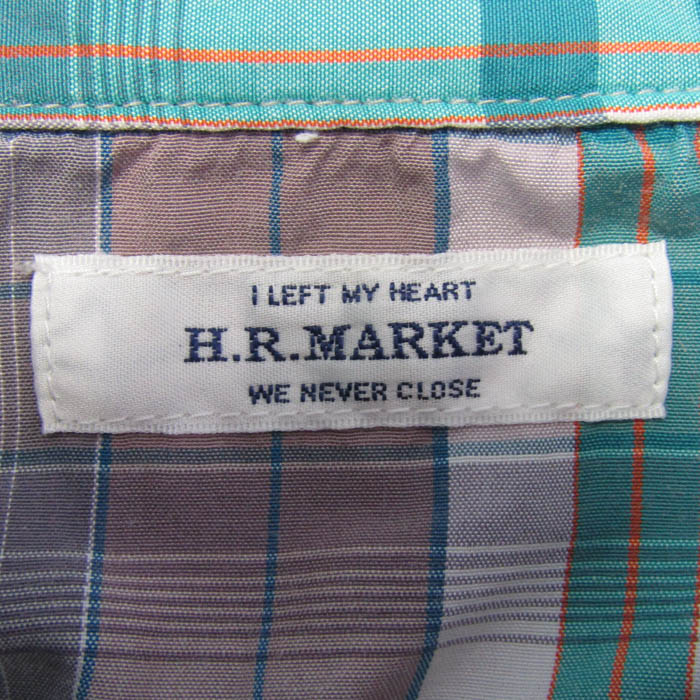 I LEFT MY HEART
H.R.MARKET
WE NEVER CLOSE